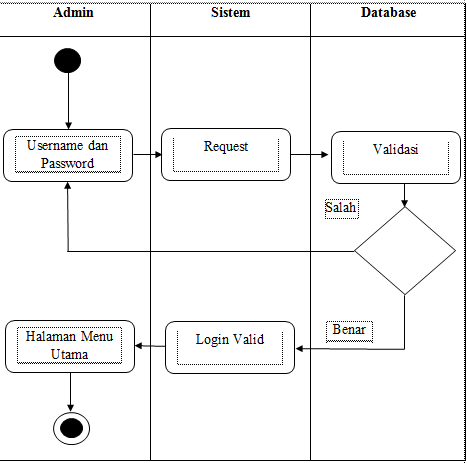 Admin
Sistem
Database
Username dan
Password
Request
Validasi
Salah
Benar
Halaman Menu
Utama
Login Valid